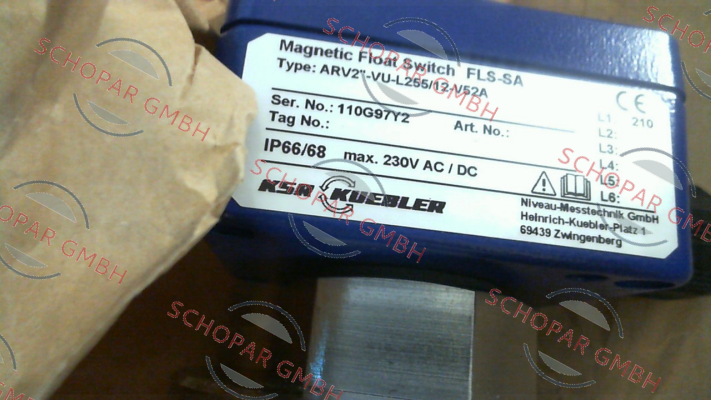 Magnetic Float Switch FLS-SA
Type: ARV2"-VU-L255/12-V52A
Ser. No.: 110G97Y2
Art. No.:
Tag No.:
L1: 210
L2:
L3:
L4:
L5:
L6:
IP66/68 max. 230V AC / DC
CE
KSR KUEBLER
Niveau-Messtechnik GmbH
Heinrich-Kuebler-Platz 1
69439 Zwingenberg
SCHOPAR GMBH
SCHOPAR GMBH
SCHOPAR GMBH
SCHOPAR GMBH
SCHOPAR GMBH
SCHOPAR GMBH
SCHOPAR GMBH
SCHOPAR GMBH